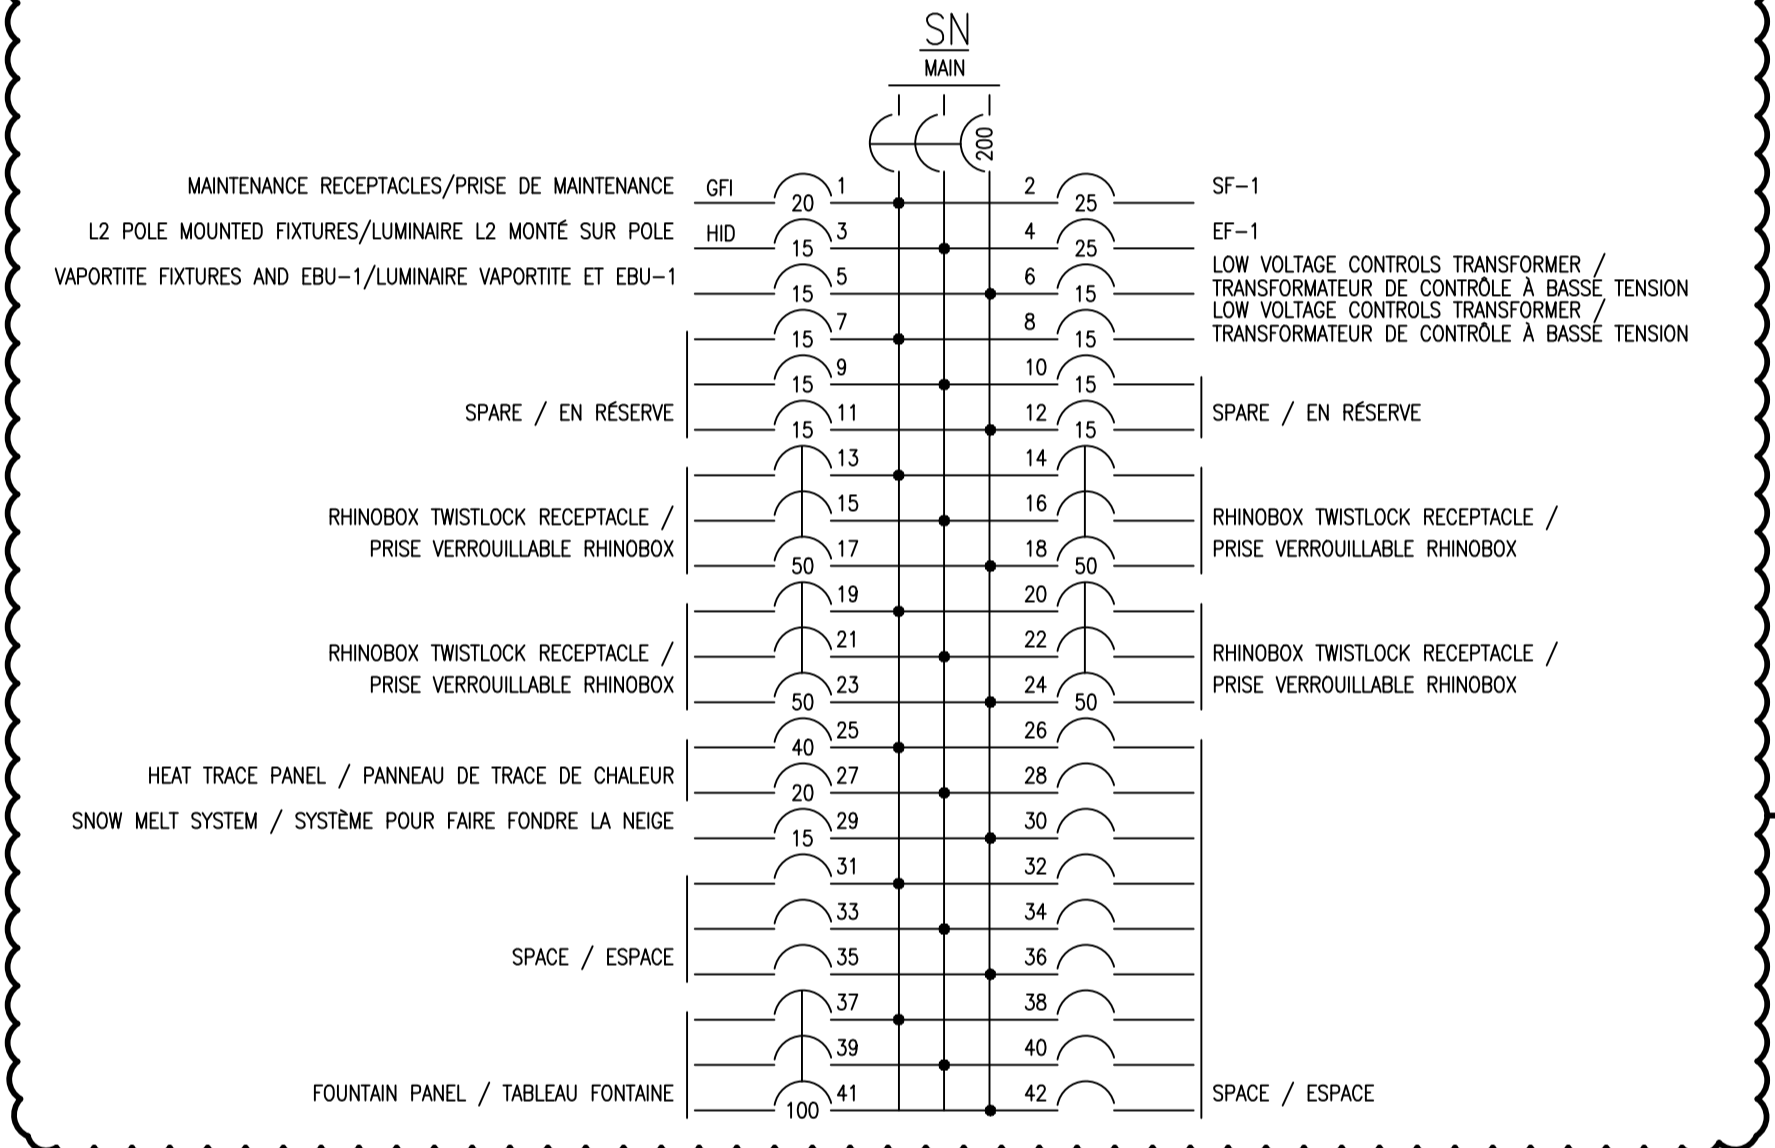 SN
MAIN
200
MAINTENANCE RECEPTACLES/PRISE DE MAINTENANCE GFI 20 1 2 25 SF-1
L2 POLE MOUNTED FIXTURES/LUMINAIRE L2 MONTÉ SUR POLE HID 15 3 4 25 EF-1
VAPORTITE FIXTURES AND EBU-1/LUMINAIRE VAPORTITE ET EBU-1 15 5 6 15 LOW VOLTAGE CONTROLS TRANSFORMER /
TRANSFORMATEUR DE CONTRÔLE À BASSE TENSION
15 7 8 15 LOW VOLTAGE CONTROLS TRANSFORMER /
TRANSFORMATEUR DE CONTRÔLE À BASSE TENSION
15 9 10 15
SPARE / EN RÉSERVE 15 11 12 15 SPARE / EN RÉSERVE
13 14
RHINOBOX TWISTLOCK RECEPTACLE / 15 16 RHINOBOX TWISTLOCK RECEPTACLE /
PRISE VERROUILLABLE RHINOBOX 50 17 18 50 PRISE VERROUILLABLE RHINOBOX
19 20
RHINOBOX TWISTLOCK RECEPTACLE / 21 22 RHINOBOX TWISTLOCK RECEPTACLE /
PRISE VERROUILLABLE RHINOBOX 50 23 24 50 PRISE VERROUILLABLE RHINOBOX
40 25 26
HEAT TRACE PANEL / PANNEAU DE TRACE DE CHALEUR 20 27 28
SNOW MELT SYSTEM / SYSTÈME POUR FAIRE FONDRE LA NEIGE 15 29 30
31 32
33 34
SPACE / ESPACE 35 36
37 38
39 40
FOUNTAIN PANEL / TABLEAU FONTAINE 100 41 42 SPACE / ESPACE